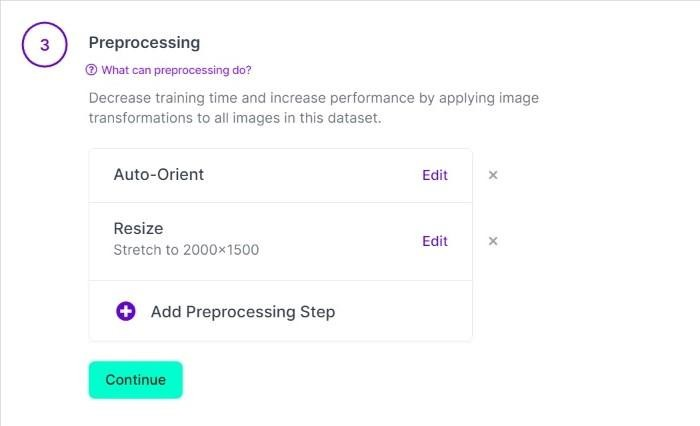 3
Preprocessing
What can preprocessing do?
Decrease training time and increase performance by applying image
transformations to all images in this dataset.
Auto-Orient
Edit
×
Resize
Stretch to 2000×1500
Edit
×
Add Preprocessing Step
Continue